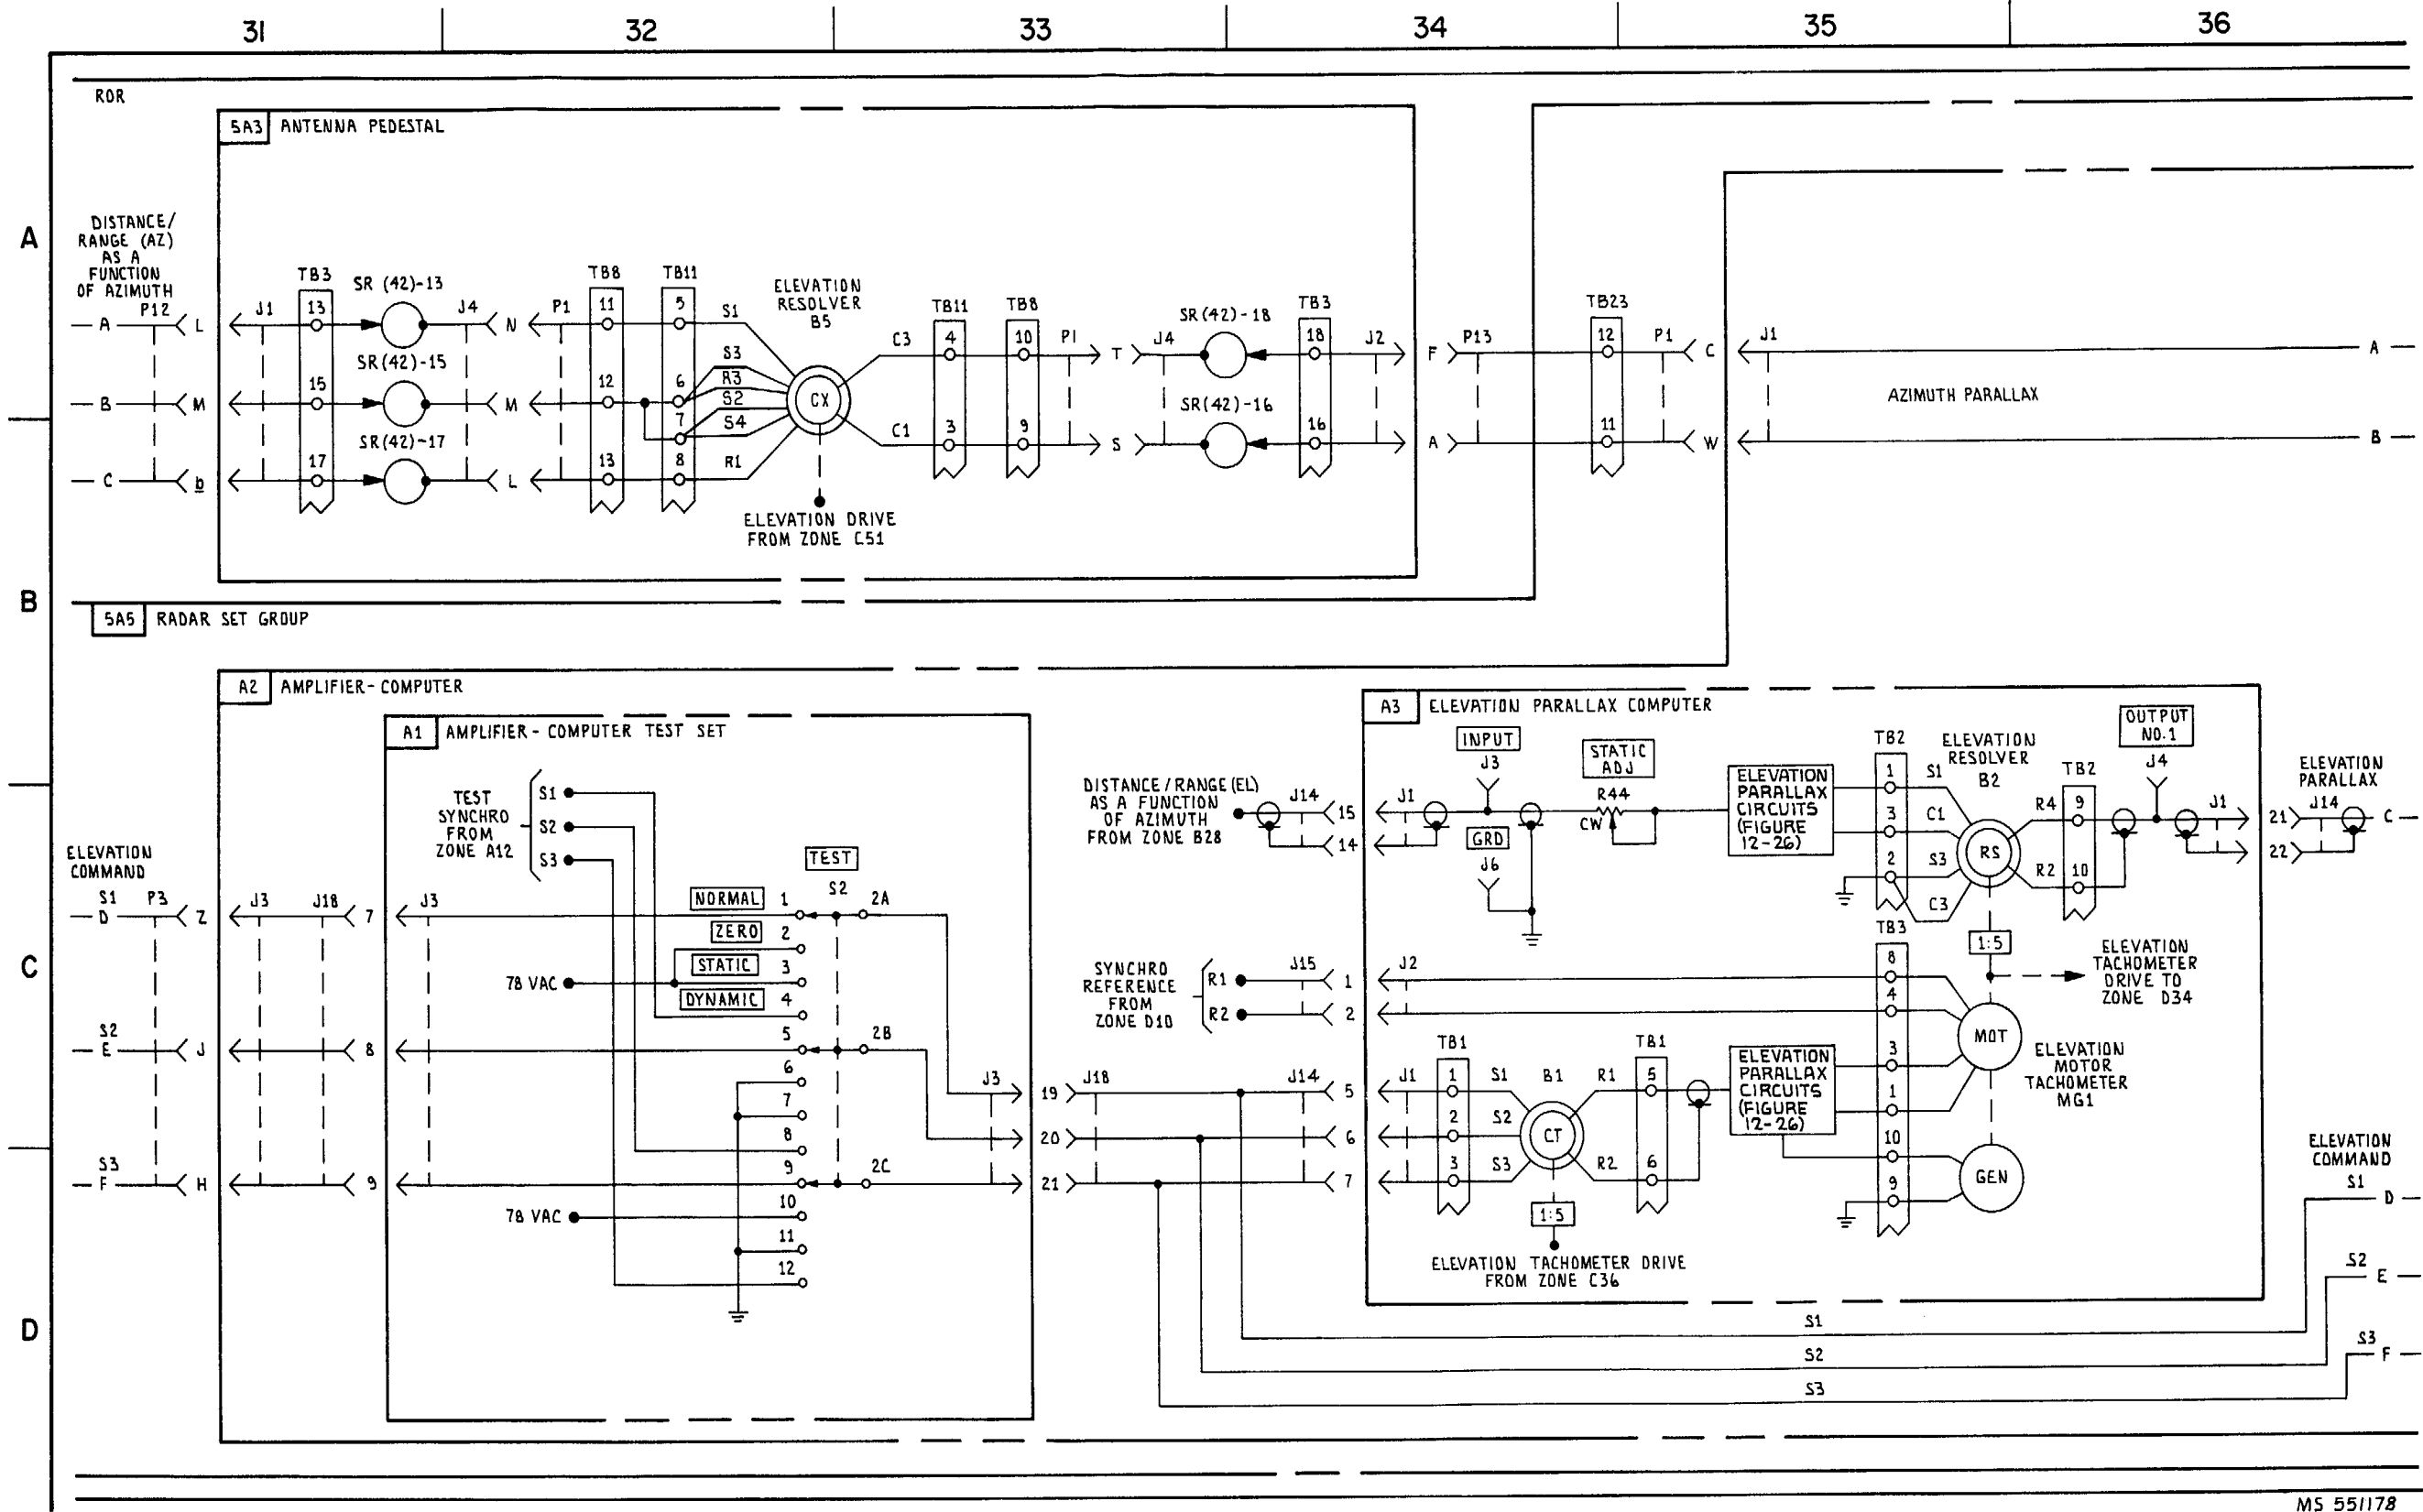 31 32 33 34 35 36
A
B
C
D
ROR
5A3 ANTENNA PEDESTAL
DISTANCE/
RANGE (AZ)
AS A
FUNCTION
OF AZIMUTH
P12
A L
B M
C b
J1
TB3
13
15
17
SR (42)-13
SR(42)-15
SR(42)-17
J4
N
M
L
P1
TB8
11
12
13
TB11
5
6
7
8
S1
S3
R3
S2
S4
R1
ELEVATION
RESOLVER
B5
CX
ELEVATION DRIVE
FROM ZONE C51
C3
C1
TB11
4
3
TB8
10
9
P1
T
S
J4
SR(42)-18
SR(42)-16
TB3
18
16
J2
F
A
P13
TB23
12
11
P1
C
W
J1
AZIMUTH PARALLAX
A
B
5A5 RADAR SET GROUP
A2 AMPLIFIER-COMPUTER
A1 AMPLIFIER-COMPUTER TEST SET
TEST
SYNCHRO
FROM
ZONE A12
S1
S2
S3
ELEVATION
COMMAND
S1
D
P3
Z
S2
E
J
S3
F
H
J3
J18
7
8
9
J3
TEST
S2
NORMAL 1
ZERO 2
STATIC 3
DYNAMIC 4
5
6
7
8
9
10
11
12
78 VAC
78 VAC
2A
2B
2C
J3
19
20
21
J18
J14
5
6
7
A3 ELEVATION PARALLAX COMPUTER
DISTANCE/RANGE (EL)
AS A FUNCTION
OF AZIMUTH
FROM ZONE B28
J14
15
14
J1
INPUT
J3
GRD
J6
STATIC
ADJ
R44
CW
ELEVATION
PARALLAX
CIRCUITS
(FIGURE
12-26)
TB2
1
3
2
S1
C1
S3
C3
ELEVATION
RESOLVER
B2
RS
R4
R2
TB2
9
10
OUTPUT
NO.1
J4
J1
21
22
J14
ELEVATION
PARALLAX
C
1:5
ELEVATION
TACHOMETER
DRIVE TO
ZONE D34
SYNCHRO
REFERENCE
FROM
ZONE D10
R1
R2
J15
1
2
J2
TB3
8
4
3
1
10
9
MOT
GEN
ELEVATION
MOTOR
TACHOMETER
MG1
J1
TB1
1
2
3
S1
S2
S3
B1
CT
R1
R2
TB1
5
6
ELEVATION
PARALLAX
CIRCUITS
(FIGURE
12-26)
1:5
ELEVATION TACHOMETER DRIVE
FROM ZONE C36
S1
S2
S3
ELEVATION
COMMAND
S1
D
S2
E
S3
F
MS 551178